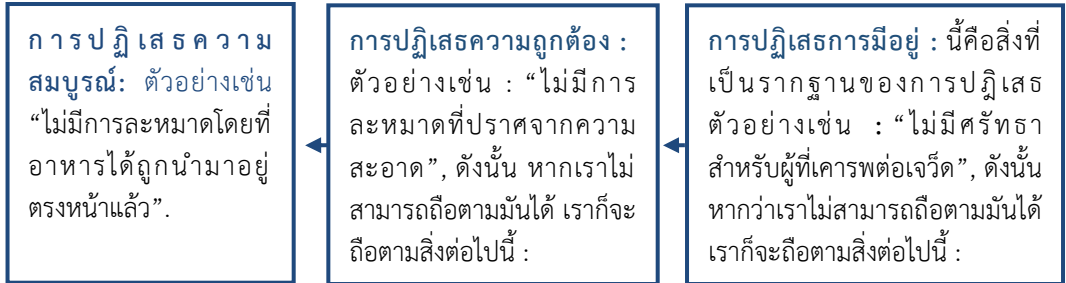 การปฏิเสธการมีอยู่ : นี้คือสิ่งที่
เป็นรากฐานของการปฎิเสธ
ตัวอย่างเช่น : “ไม่มีศรัทธา
สำหรับผู้ที่เคารพต่อเจว็ด”, ดังนั้น
หากว่าเราไม่สามารถถือตามมันได้
เราก็จะถือตามสิ่งต่อไปนี้ :
การปฏิเสธความถูกต้อง :
ตัวอย่างเช่น : “ไม่มีการ
ละหมาดที่ปราศจากความ
สะอาด”, ดังนั้น หากเราไม่
สามารถถือตามมันได้ เราก็จะ
ถือตามสิ่งต่อไปนี้ :
การปฏิเสธความ
สมบูรณ์: ตัวอย่างเช่น
“ไม่มีการละหมาดโดยที่
อาหารได้ถูกนำมาอยู่
ตรงหน้าแล้ว”.